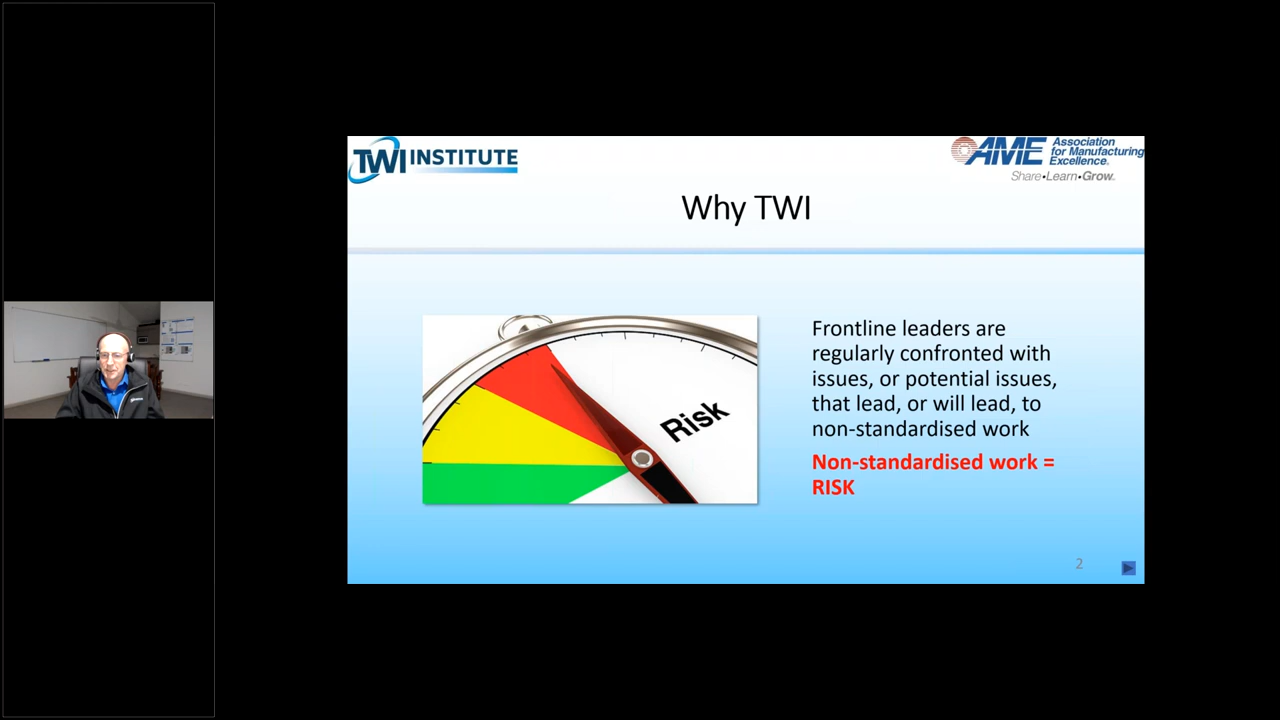 TWI INSTITUTE
AME Association
for Manufacturing
Excellence®
Share•Learn•Grow™
Why TWI
Risk
Frontline leaders are
regularly confronted with
issues, or potential issues,
that lead, or will lead, to
non-standardised work
Non-standardised work =
RISK
2